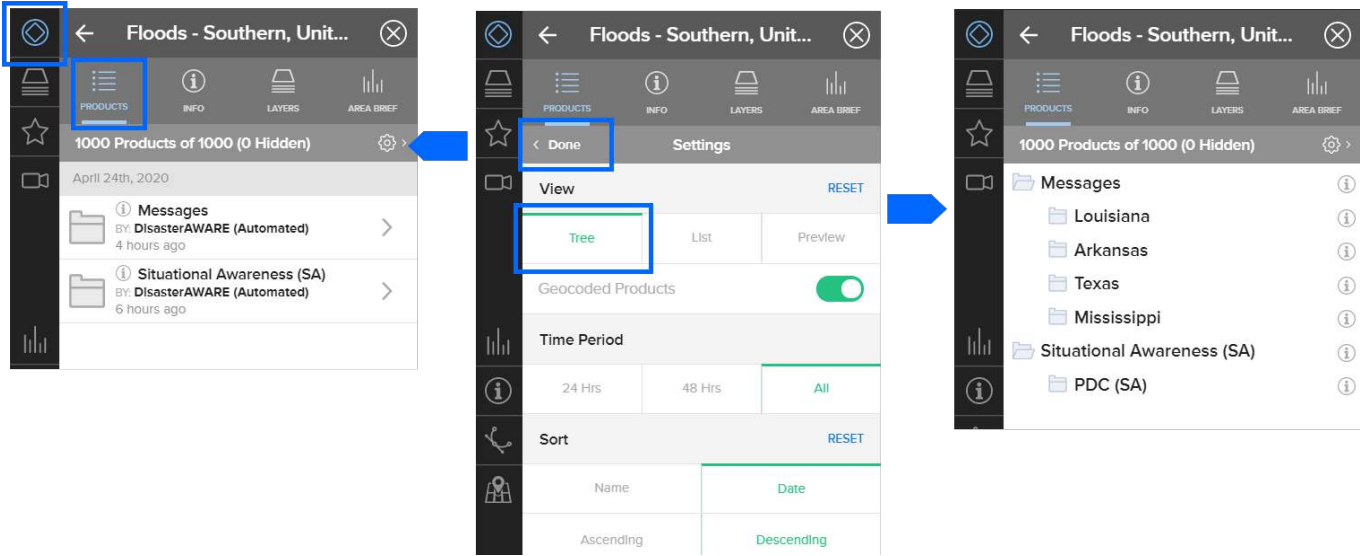 Floods - Southern, Unit...
PRODUCTS
INFO
LAYERS
AREA BRIEF
1000 Products of 1000 (0 Hidden)
April 24th, 2020
Messages
BY: DisasterAWARE (Automated)
4 hours ago
Situational Awareness (SA)
BY: DisasterAWARE (Automated)
6 hours ago
Floods - Southern, Unit...
PRODUCTS
INFO
LAYERS
AREA BRIEF
< Done Settings
View RESET
Tree List Preview
Geocoded Products
Time Period
24 Hrs 48 Hrs All
Sort RESET
Name Date
Ascending Descending
Floods - Southern, Unit...
PRODUCTS
INFO
LAYERS
AREA BRIEF
1000 Products of 1000 (0 Hidden)
Messages
Louisiana
Arkansas
Texas
Mississippi
Situational Awareness (SA)
PDC (SA)